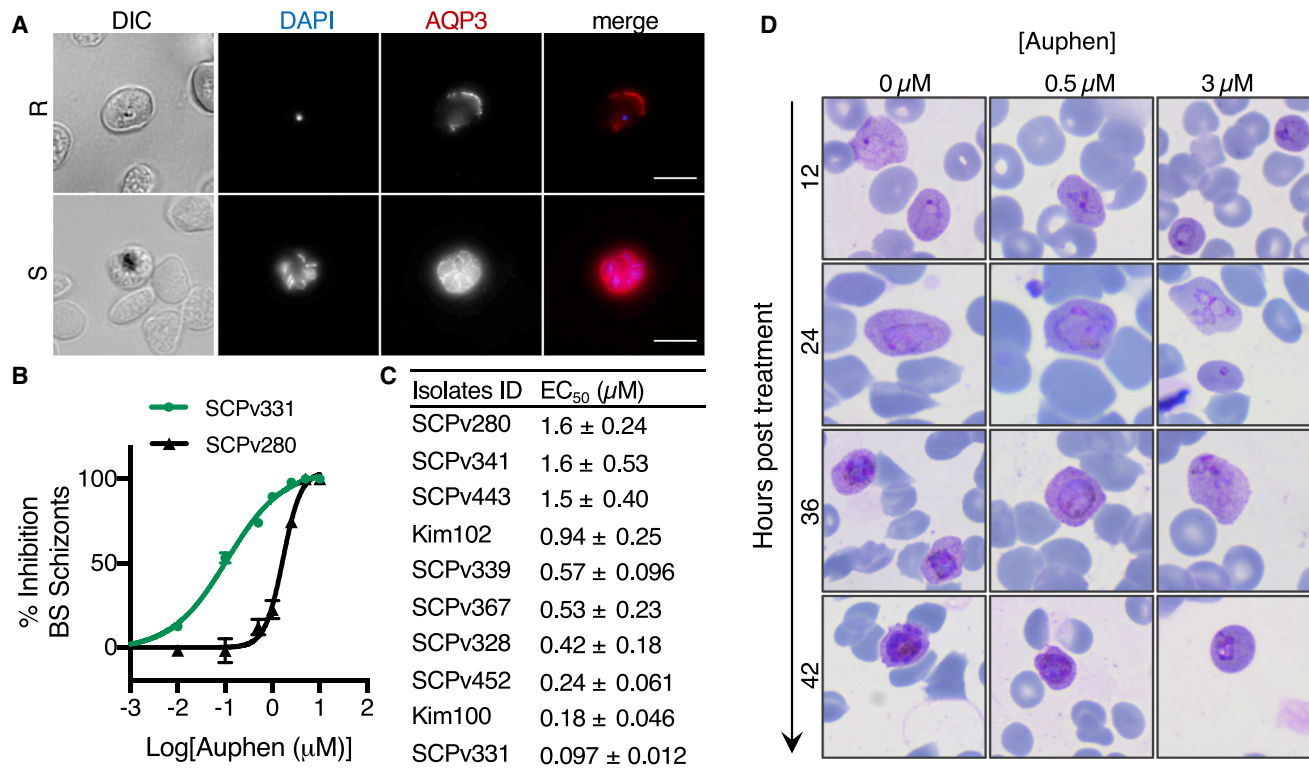 A
DIC DAPI AQP3 merge
R
S
B
SCPv331
SCPv280
% Inhibition
BS Schizonts
100
50
0
-3 -2 -1 0 1 2
Log[Auphen (μM)]
C
Isolates ID EC50 (μM)
SCPv280 1.6 ± 0.24
SCPv341 1.6 ± 0.53
SCPv443 1.5 ± 0.40
Kim102 0.94 ± 0.25
SCPv339 0.57 ± 0.096
SCPv367 0.53 ± 0.23
SCPv328 0.42 ± 0.18
SCPv452 0.24 ± 0.061
Kim100 0.18 ± 0.046
SCPv331 0.097 ± 0.012
D
[Auphen]
0 μM 0.5 μM 3 μM
Hours post treatment
12
24
36
42